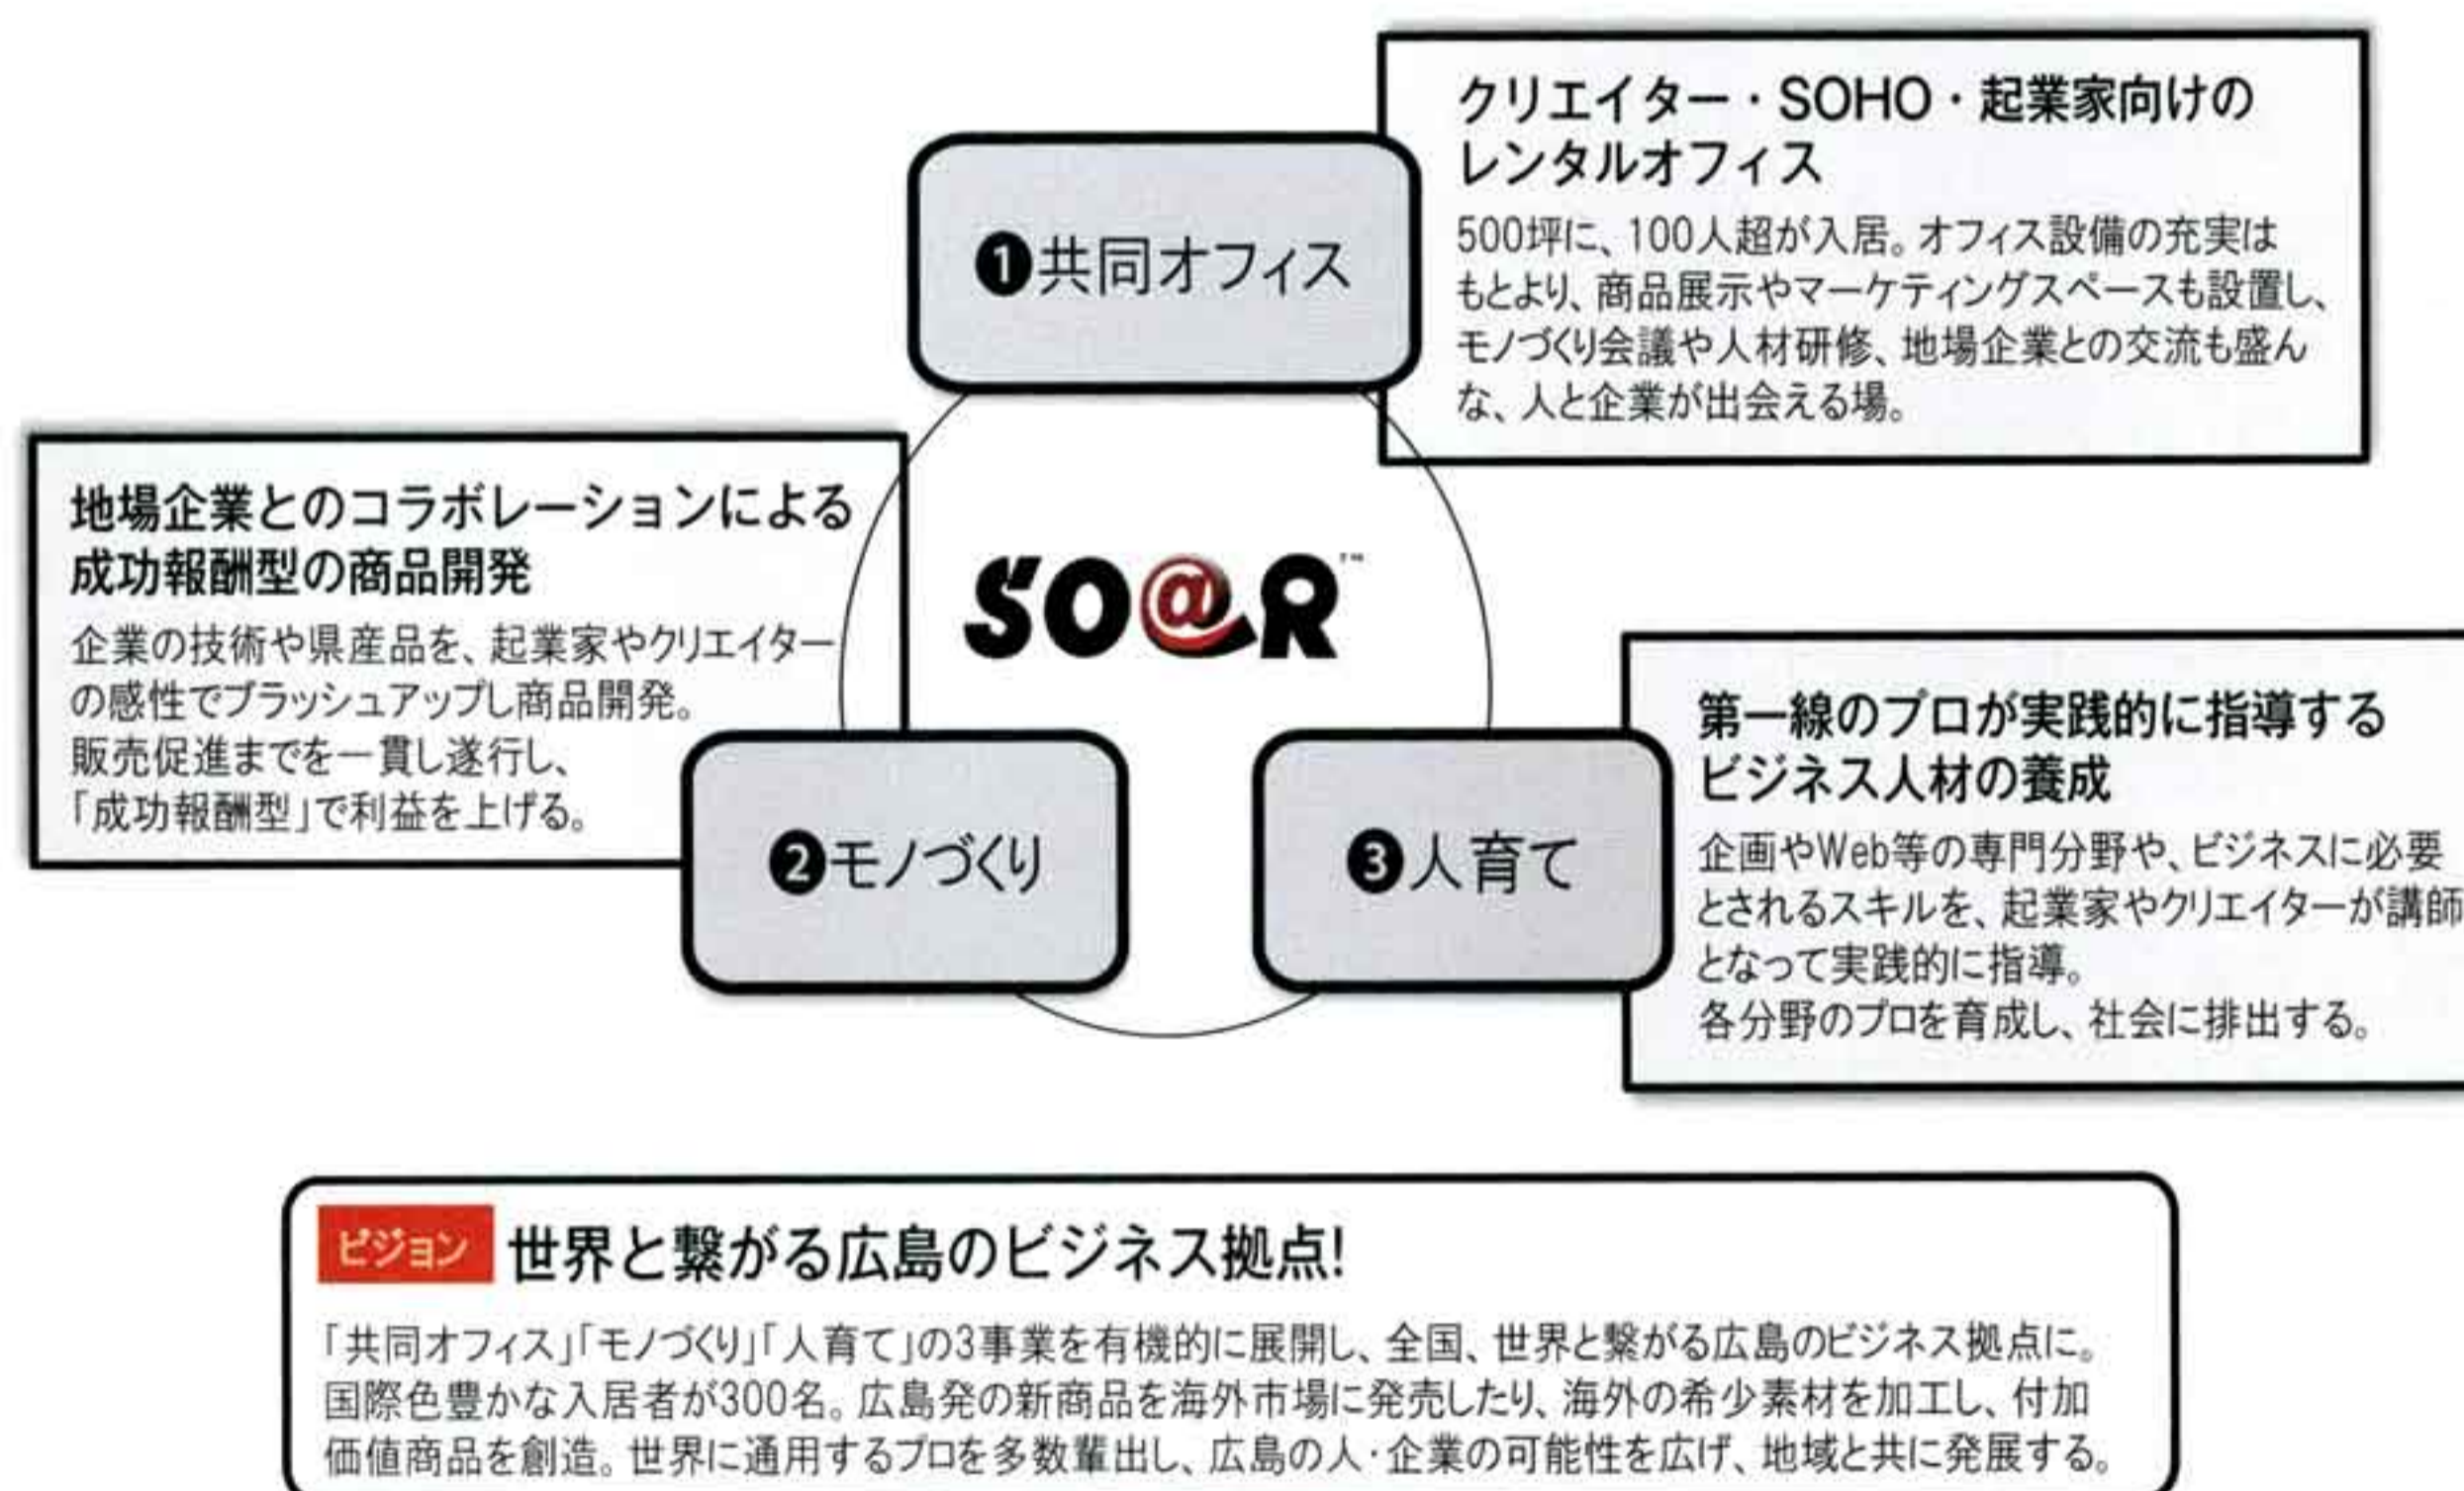 クリエイター・SOHO・起業家向けの
レンタルオフィス
500坪に、100人超が入居。オフィス設備の充実は
もとより、商品展示やマーケティングスペースも設置し、
モノづくり会議や人材研修、地場企業との交流も盛ん
な、人と企業が出会える場。
❶共同オフィス
地場企業とのコラボレーションによる
成功報酬型の商品開発
企業の技術や県産品を、起業家やクリエイター
の感性でブラッシュアップし商品開発。
販売促進までを一貫し遂行し、
「成功報酬型」で利益を上げる。
SO@R™
❷モノづくり
❸人育て
第一線のプロが実践的に指導する
ビジネス人材の養成
企画やWeb等の専門分野や、ビジネスに必要
とされるスキルを、起業家やクリエイターが講師
となって実践的に指導。
各分野のプロを育成し、社会に排出する。
ビジョン 世界と繋がる広島のビジネス拠点!
「共同オフィス」「モノづくり」「人育て」の3事業を有機的に展開し、全国、世界と繋がる広島のビジネス拠点に。
国際色豊かな入居者が300名。広島発の新商品を海外市場に発売したり、海外の希少素材を加工し、付加
価値商品を創造。世界に通用するプロを多数輩出し、広島の人・企業の可能性を広げ、地域と共に発展する。